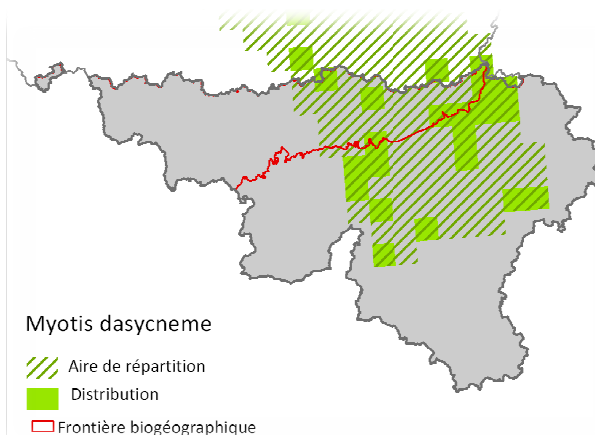 Myotis dasycneme
Aire de répartition
Distribution
Frontière biogéographique